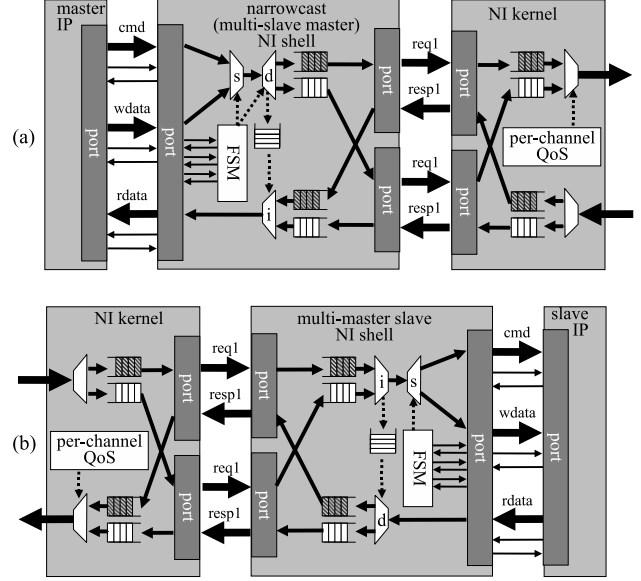 master
IP
narrowcast
(multi-slave master)
NI shell
NI kernel
cmd
wdata
rdata
port
port
s
d
FSM
i
port
port
req1
resp1
req1
resp1
port
port
per-channel
QoS
(a)
NI kernel
multi-master slave
NI shell
slave
IP
req1
resp1
req1
resp1
port
port
port
port
per-channel
QoS
i
s
FSM
d
port
port
cmd
wdata
rdata
(b)